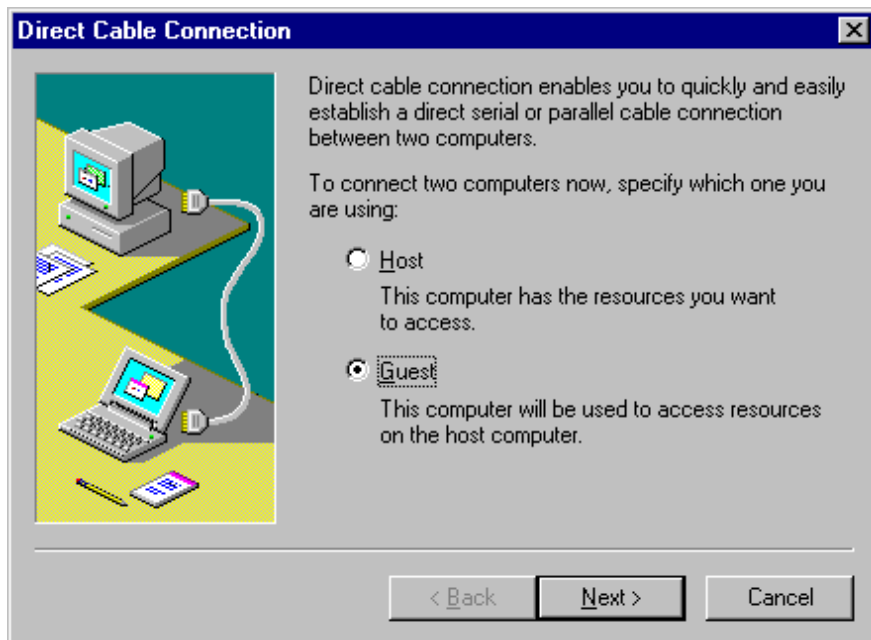 Direct Cable Connection
Direct cable connection enables you to quickly and easily
establish a direct serial or parallel cable connection
between two computers.
To connect two computers now, specify which one you
are using:
Host
This computer has the resources you want
to access.
Guest
This computer will be used to access resources
on the host computer.
< Back
Next >
Cancel